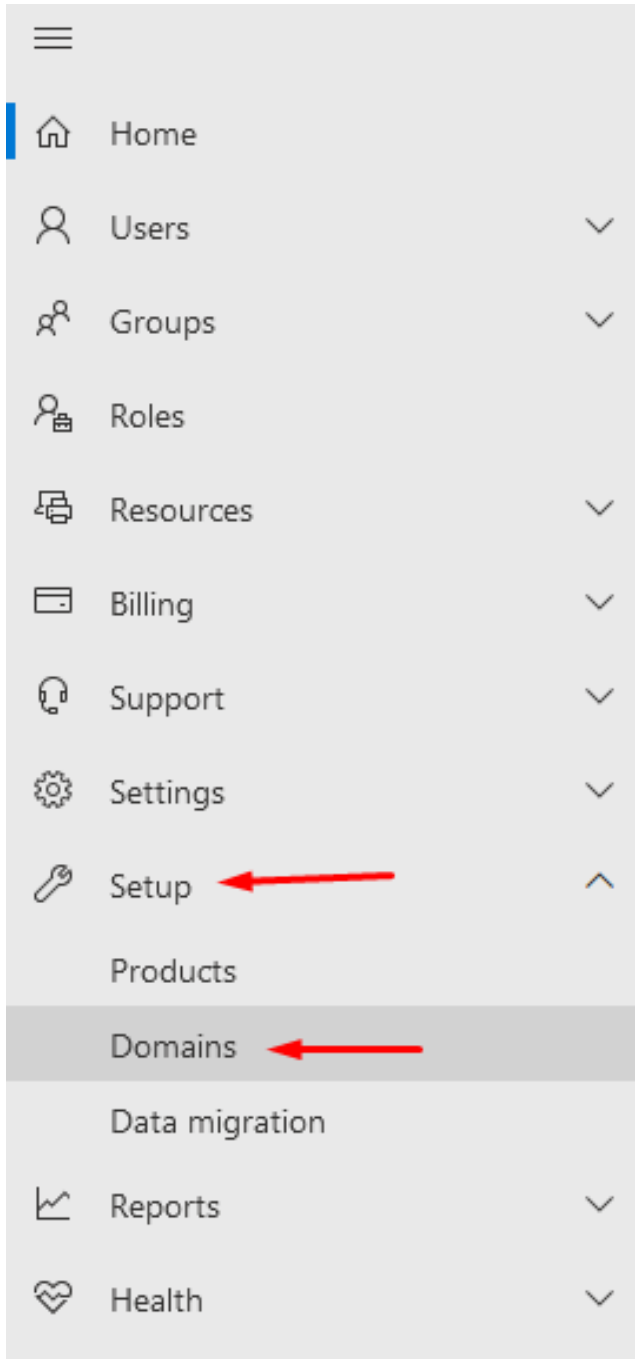 Home
Users
Groups
Roles
Resources
Billing
Support
Settings
Setup
Products
Domains
Data migration
Reports
Health